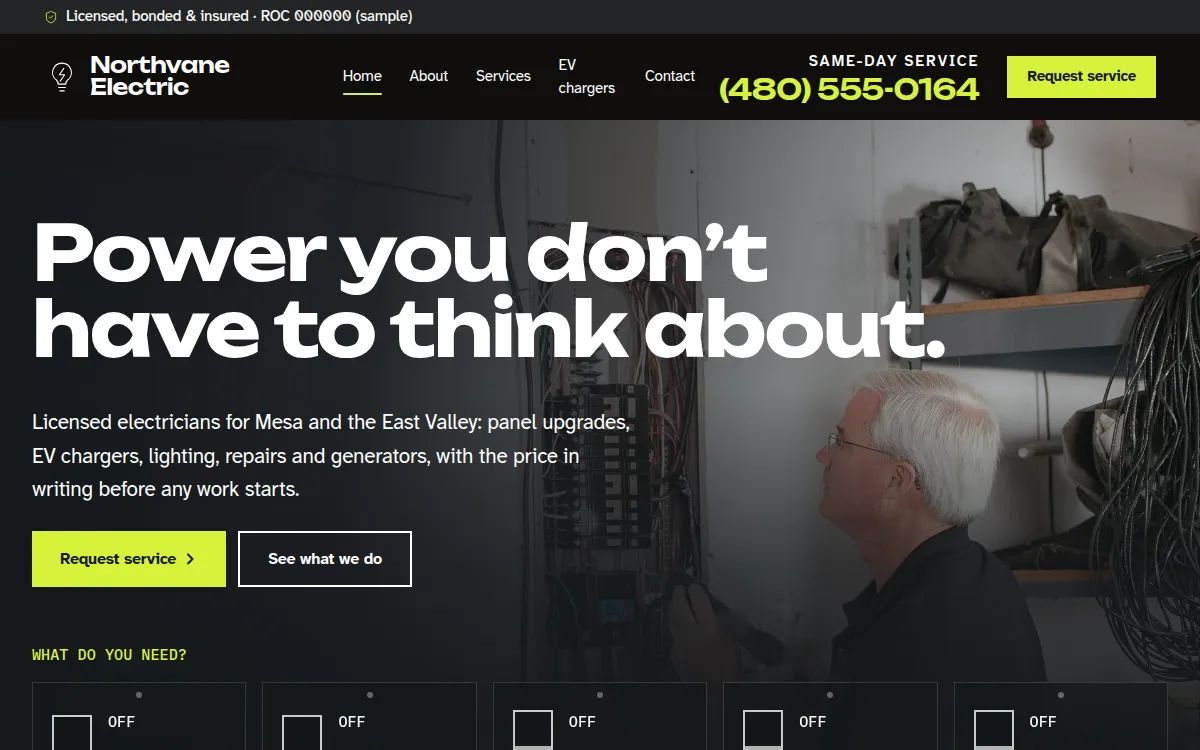 Licensed, bonded & insured · ROC 000000 (sample)
Northvane
Electric
Home
About
Services
EV
chargers
Contact
SAME-DAY SERVICE
(480) 555-0164
Request service
Power you don’t
have to think about.
Licensed electricians for Mesa and the East Valley: panel upgrades,
EV chargers, lighting, repairs and generators, with the price in
writing before any work starts.
Request service
See what we do
WHAT DO YOU NEED?
OFF
OFF
OFF
OFF
OFF